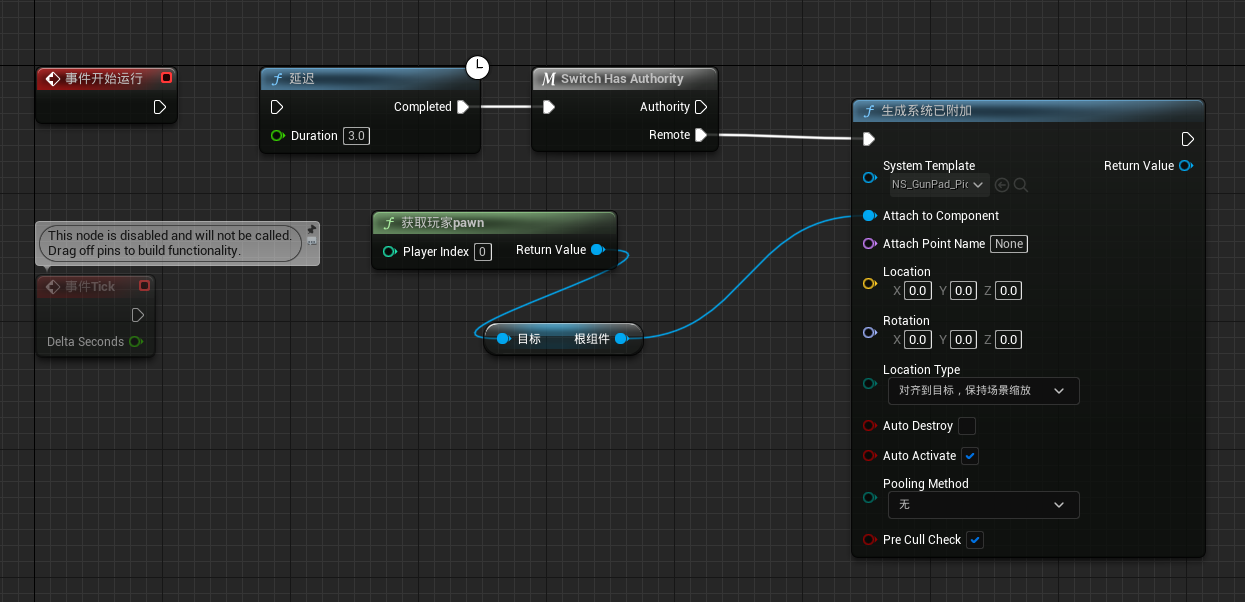 事件开始运行
延迟
Completed
Duration 3.0
Switch Has Authority
Authority
Remote
生成系统已附加
System Template
NS_GunPad_Pic
Return Value
Attach to Component
Attach Point Name None
Location
X 0.0 Y 0.0 Z 0.0
Rotation
X 0.0 Y 0.0 Z 0.0
Location Type
对齐到目标，保持场景缩放
Auto Destroy
Auto Activate
Pooling Method
无
Pre Cull Check
获取玩家pawn
Player Index 0
Return Value
目标 根组件
This node is disabled and will not be called.
Drag off pins to build functionality.
事件Tick
Delta Seconds